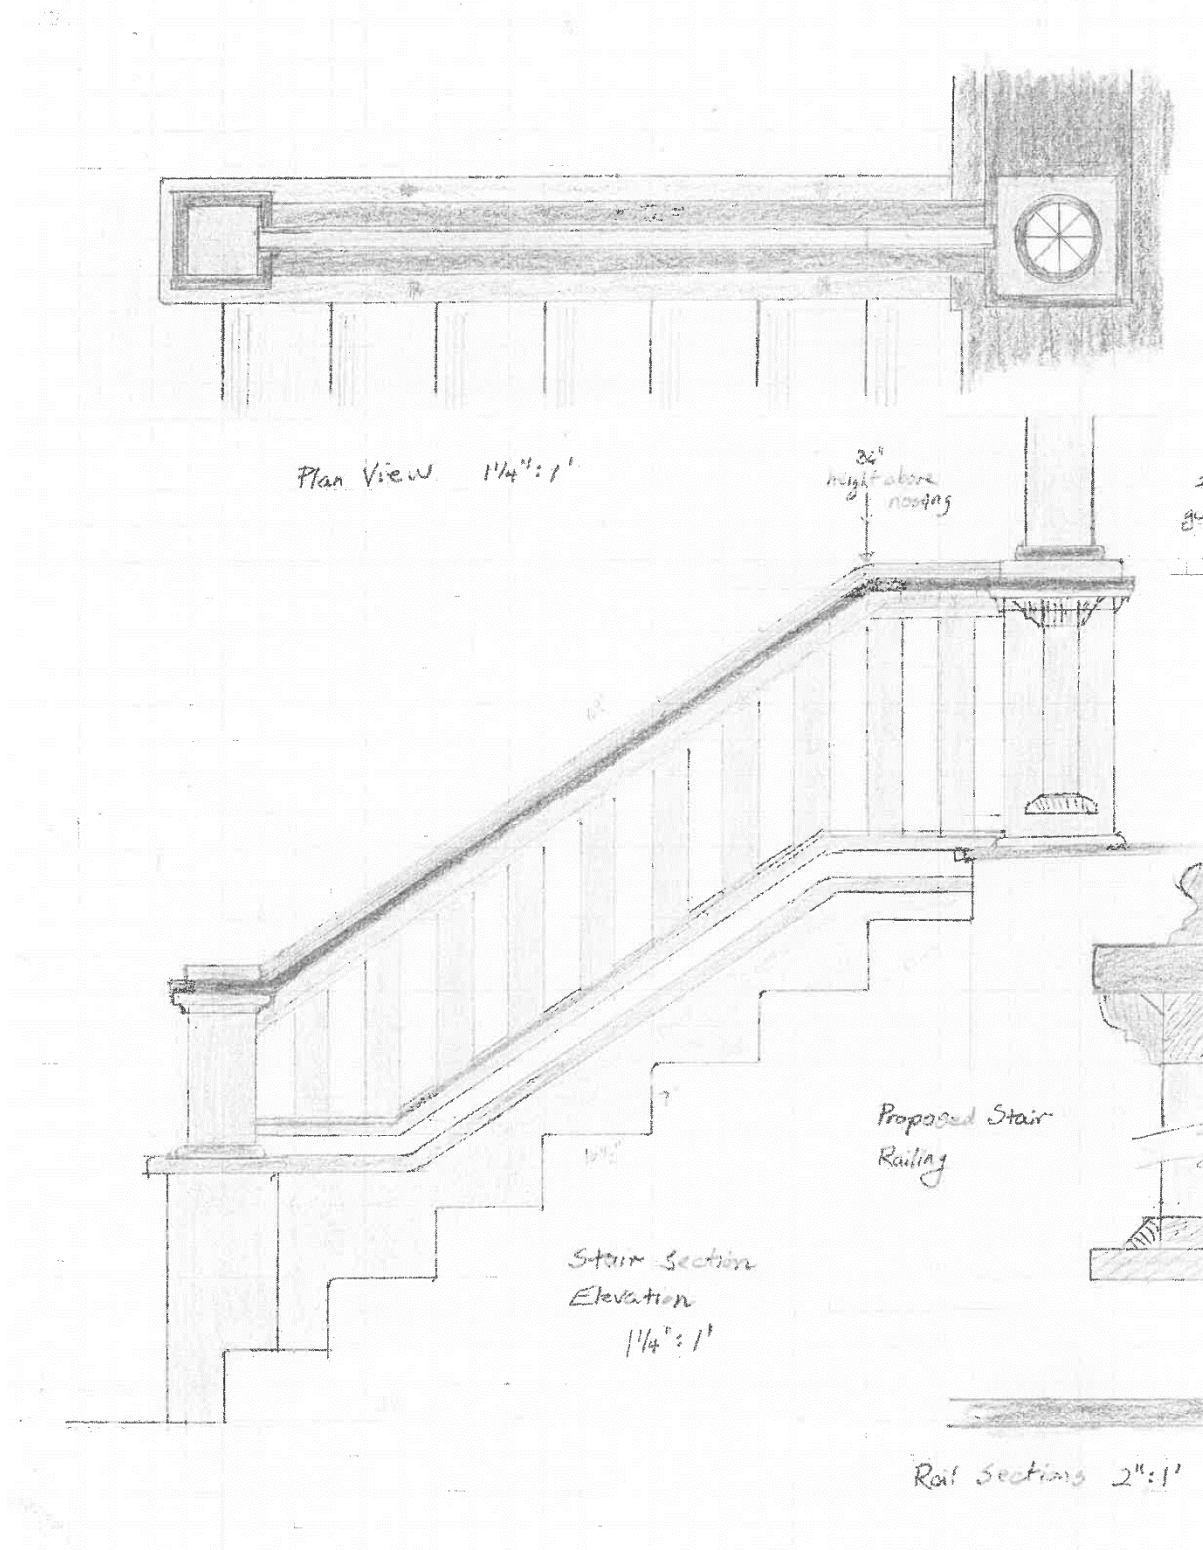 Plan View 1¼":1'
height above
nosing
7"
Proposed Stair
Railing
Stair Section
Elevation
1¼":1'
Rail Sections 2":1'